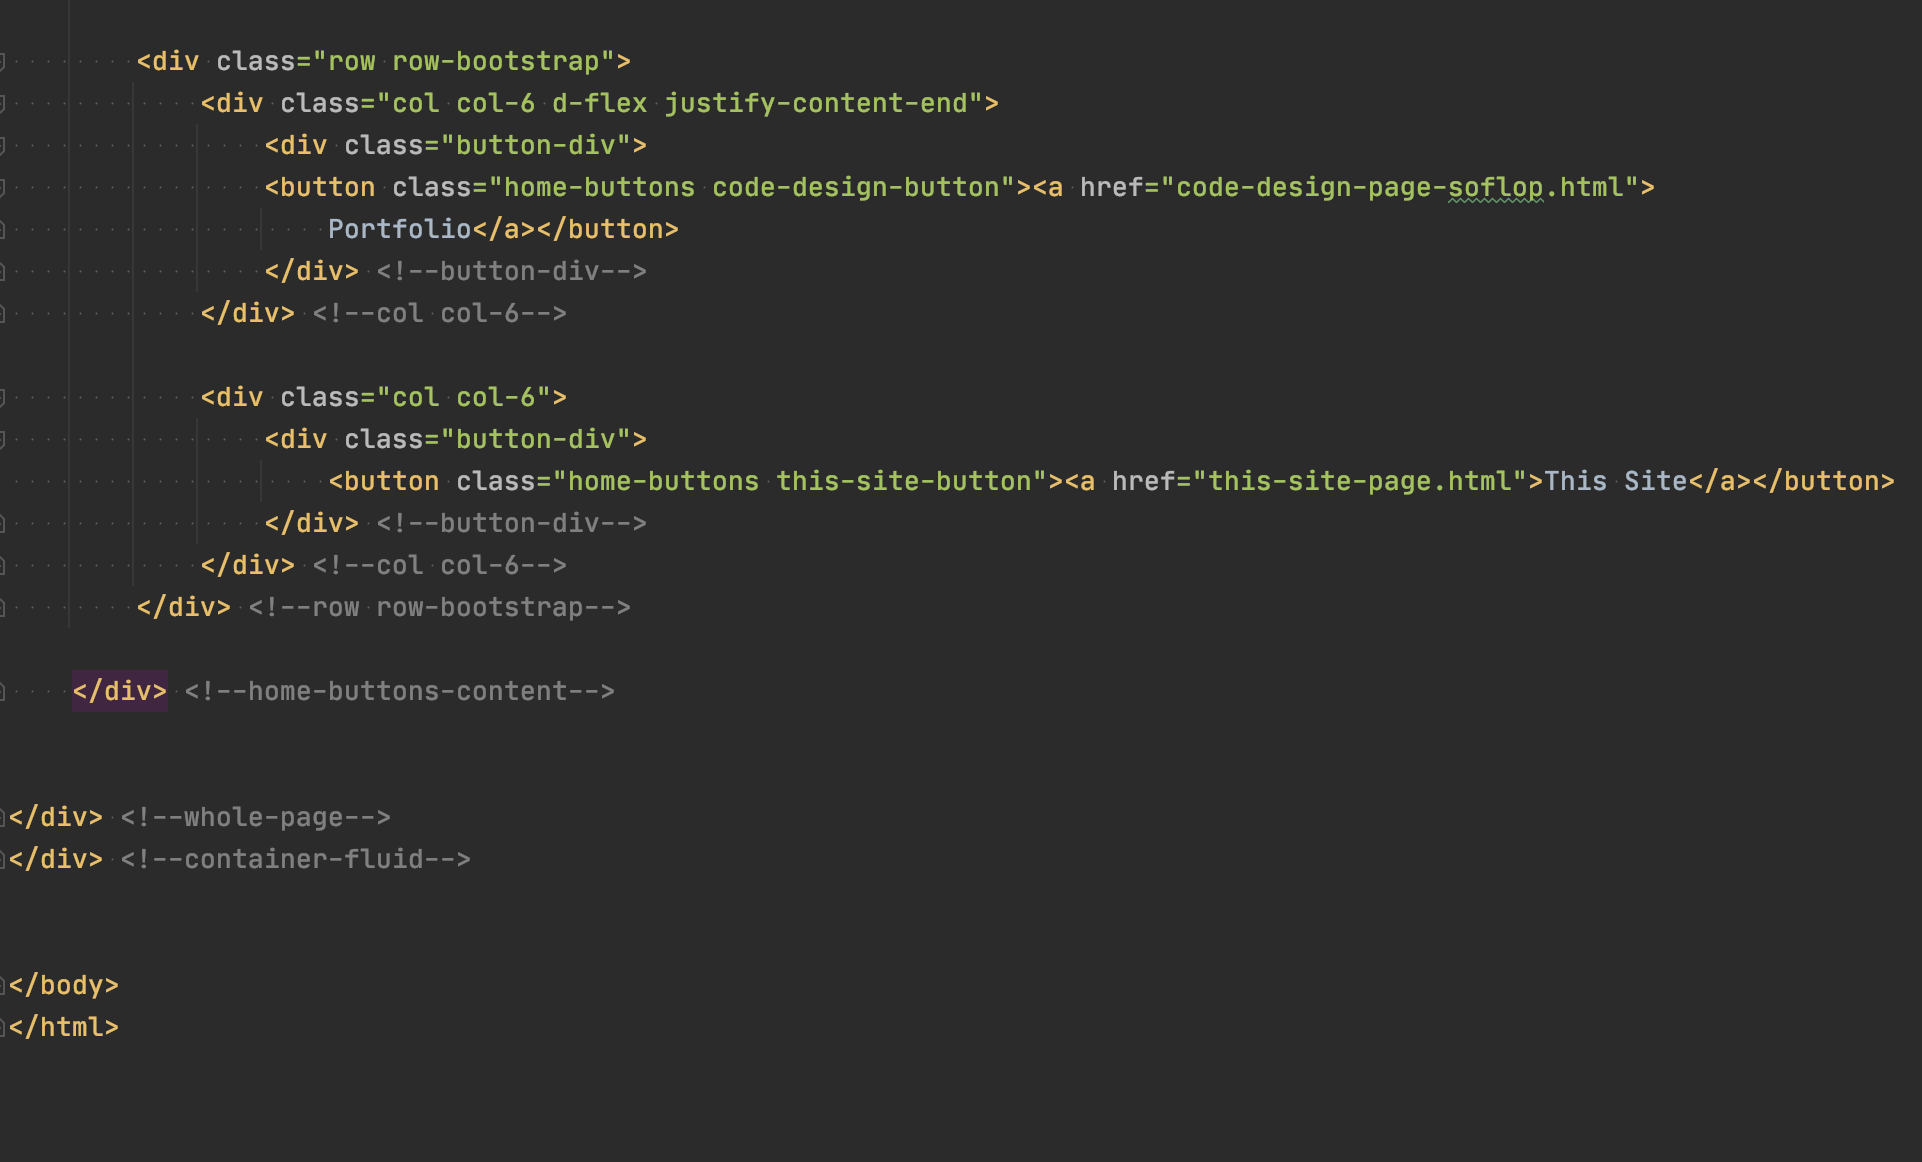 <div class="row row-bootstrap">
<div class="col col-6 d-flex justify-content-end">
<div class="button-div">
<button class="home-buttons code-design-button"><a href="code-design-page-soflop.html">
Portfolio</a></button>
</div> <!--button-div-->
</div> <!--col col-6-->
<div class="col col-6">
<div class="button-div">
<button class="home-buttons this-site-button"><a href="this-site-page.html">This Site</a></button>
</div> <!--button-div-->
</div> <!--col col-6-->
</div> <!--row row-bootstrap-->
</div> <!--home-buttons-content-->
</div> <!--whole-page-->
</div> <!--container-fluid-->
</body>
</html>